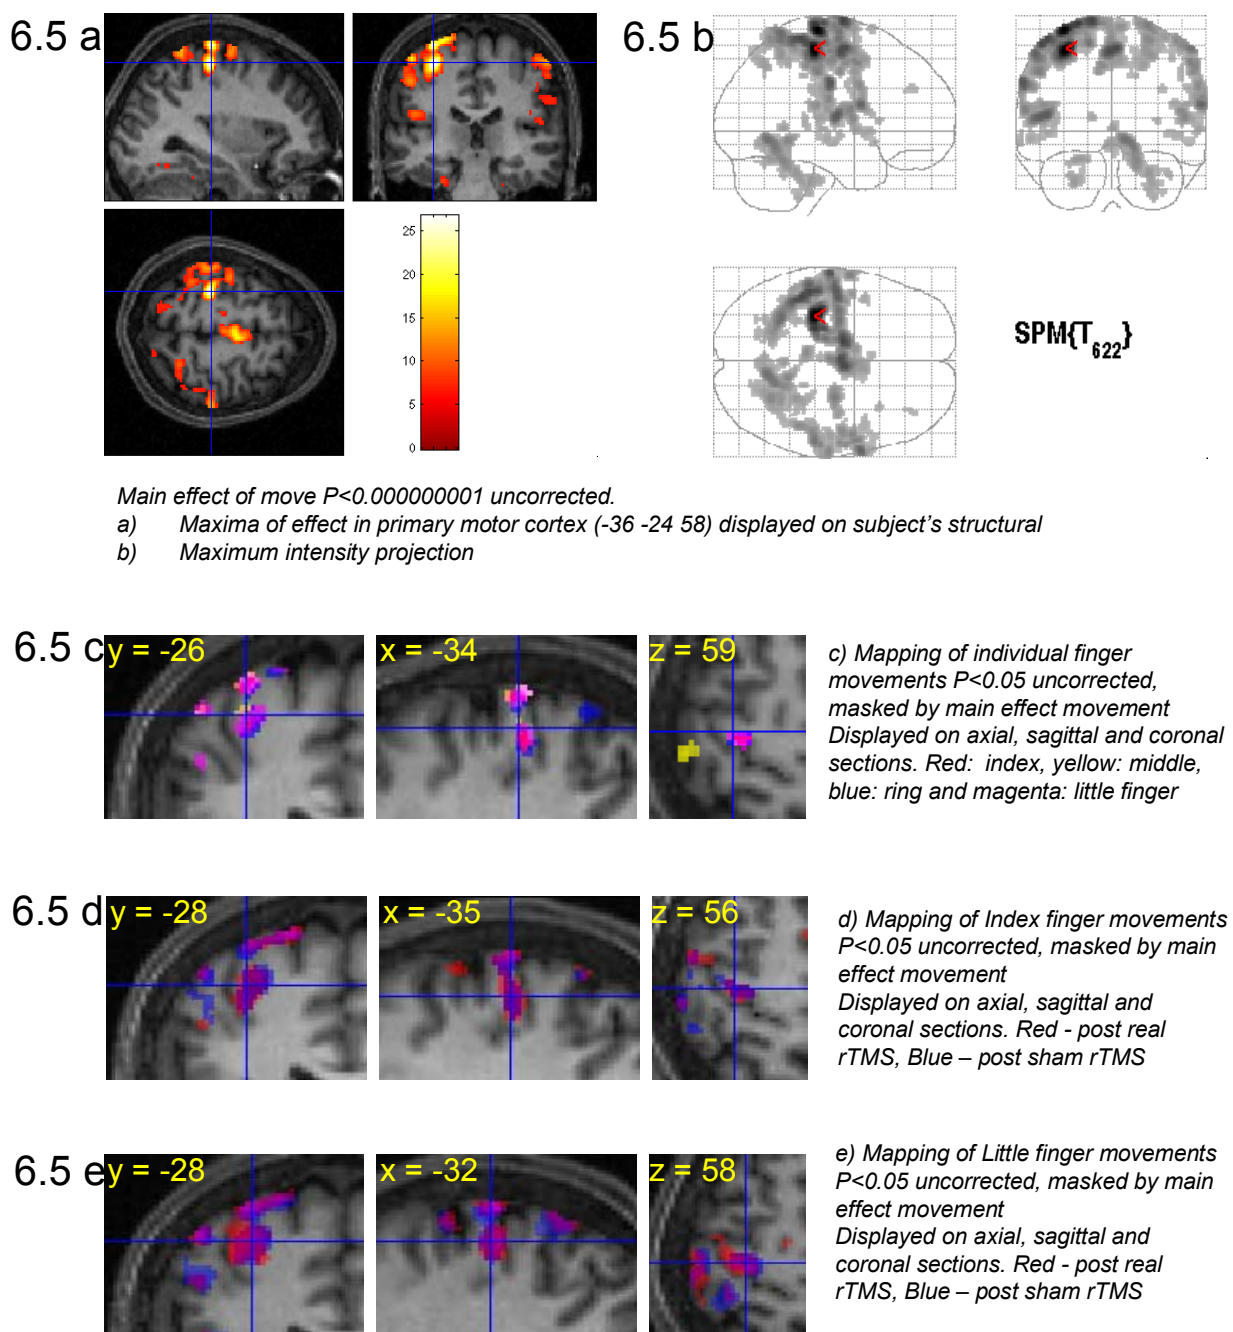 6.5 a
6.5 b
25
20
15
10
5
0
SPM{T622}
Main effect of move P<0.000000001 uncorrected.
a) Maxima of effect in primary motor cortex (-36 -24 58) displayed on subject's structural
b) Maximum intensity projection
6.5 c
y = -26
x = -34
z = 59
c) Mapping of individual finger
movements P<0.05 uncorrected,
masked by main effect movement
Displayed on axial, sagittal and coronal
sections. Red: index, yellow: middle,
blue: ring and magenta: little finger
6.5 d
y = -28
x = -35
z = 56
d) Mapping of Index finger movements
P<0.05 uncorrected, masked by main
effect movement
Displayed on axial, sagittal and
coronal sections. Red - post real
rTMS, Blue – post sham rTMS
6.5 e
y = -28
x = -32
z = 58
e) Mapping of Little finger movements
P<0.05 uncorrected, masked by main
effect movement
Displayed on axial, sagittal and
coronal sections. Red - post real
rTMS, Blue – post sham rTMS